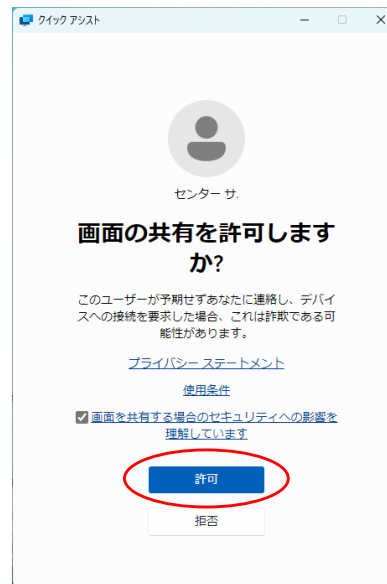 クイック アシスト
センター サ.
画面の共有を許可します
か?
このユーザーが予期せずあなたに連絡し、デバイ
スへの接続を要求した場合、これは詐欺である可
能性があります。
プライバシー ステートメント
使用条件
画面を共有する場合のセキュリティへの影響を
理解しています
許可
拒否